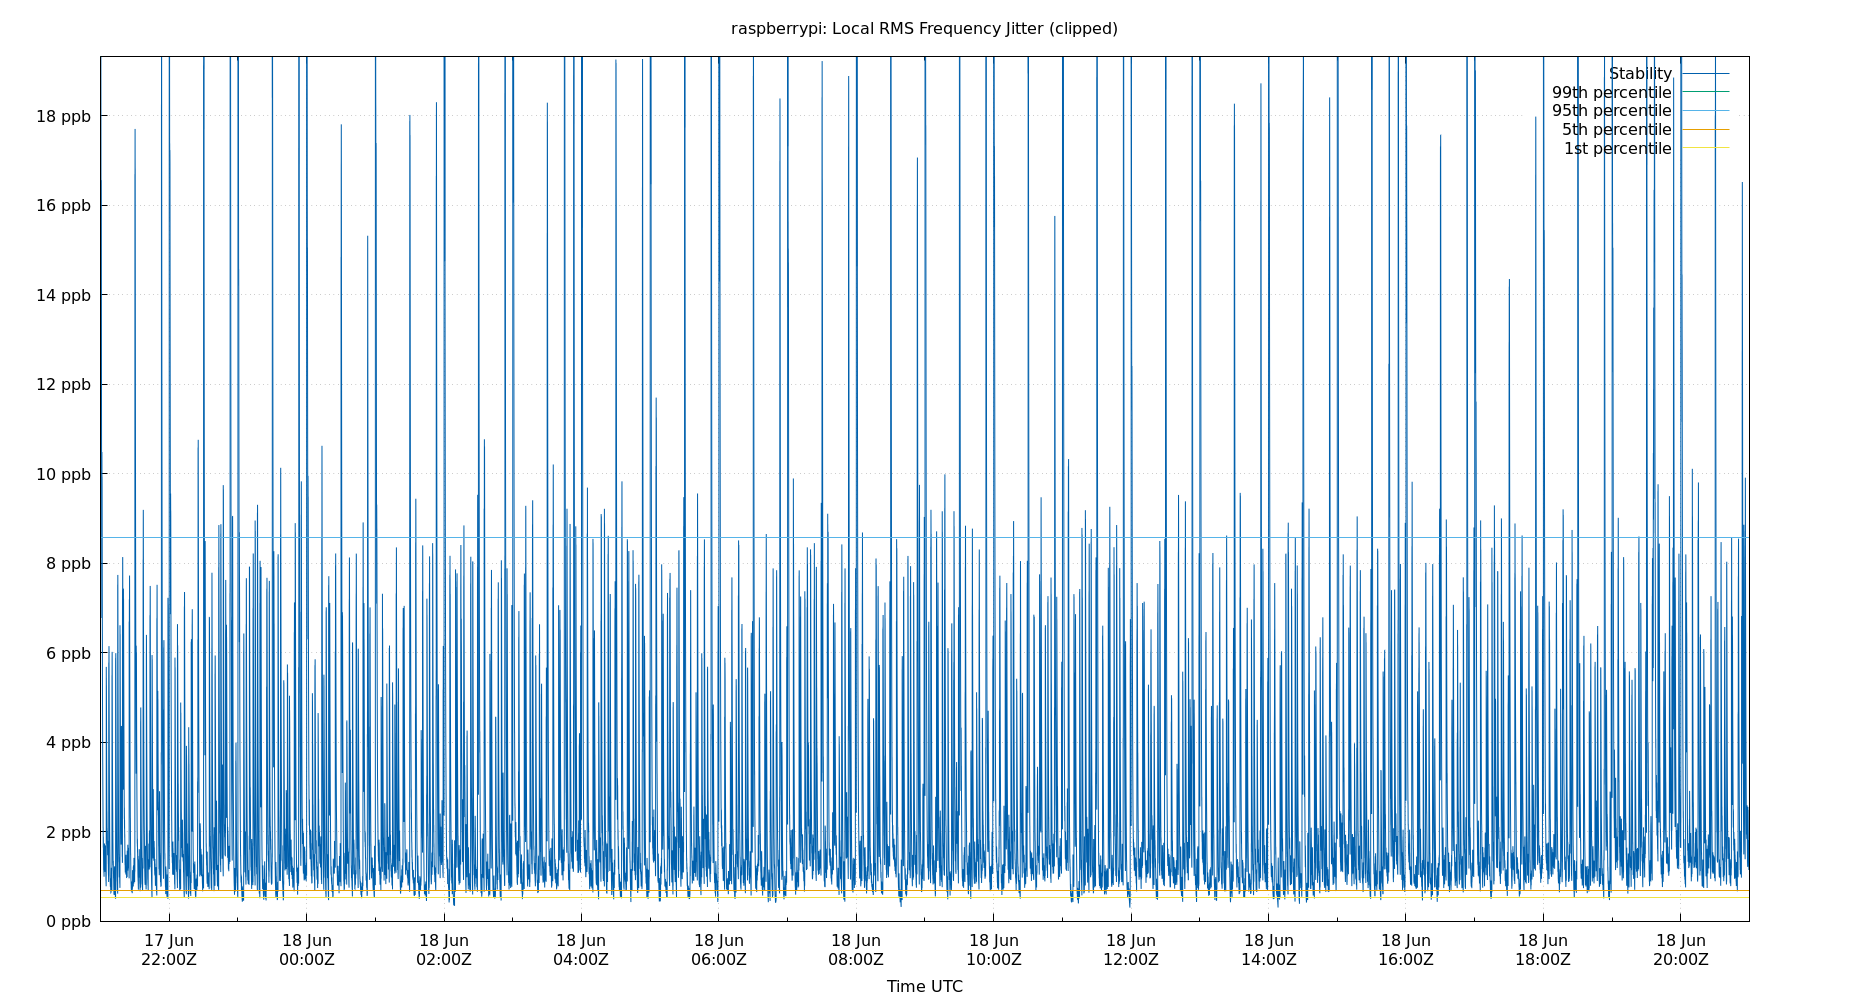 raspberrypi: Local RMS Frequency Jitter (clipped)
Stability
99th percentile
95th percentile
5th percentile
1st percentile
18 ppb
16 ppb
14 ppb
12 ppb
10 ppb
8 ppb
6 ppb
4 ppb
2 ppb
0 ppb
17 Jun 18 Jun 18 Jun 18 Jun 18 Jun 18 Jun 18 Jun 18 Jun 18 Jun 18 Jun 18 Jun 18 Jun
22:00Z 00:00Z 02:00Z 04:00Z 06:00Z 08:00Z 10:00Z 12:00Z 14:00Z 16:00Z 18:00Z 20:00Z
Time UTC